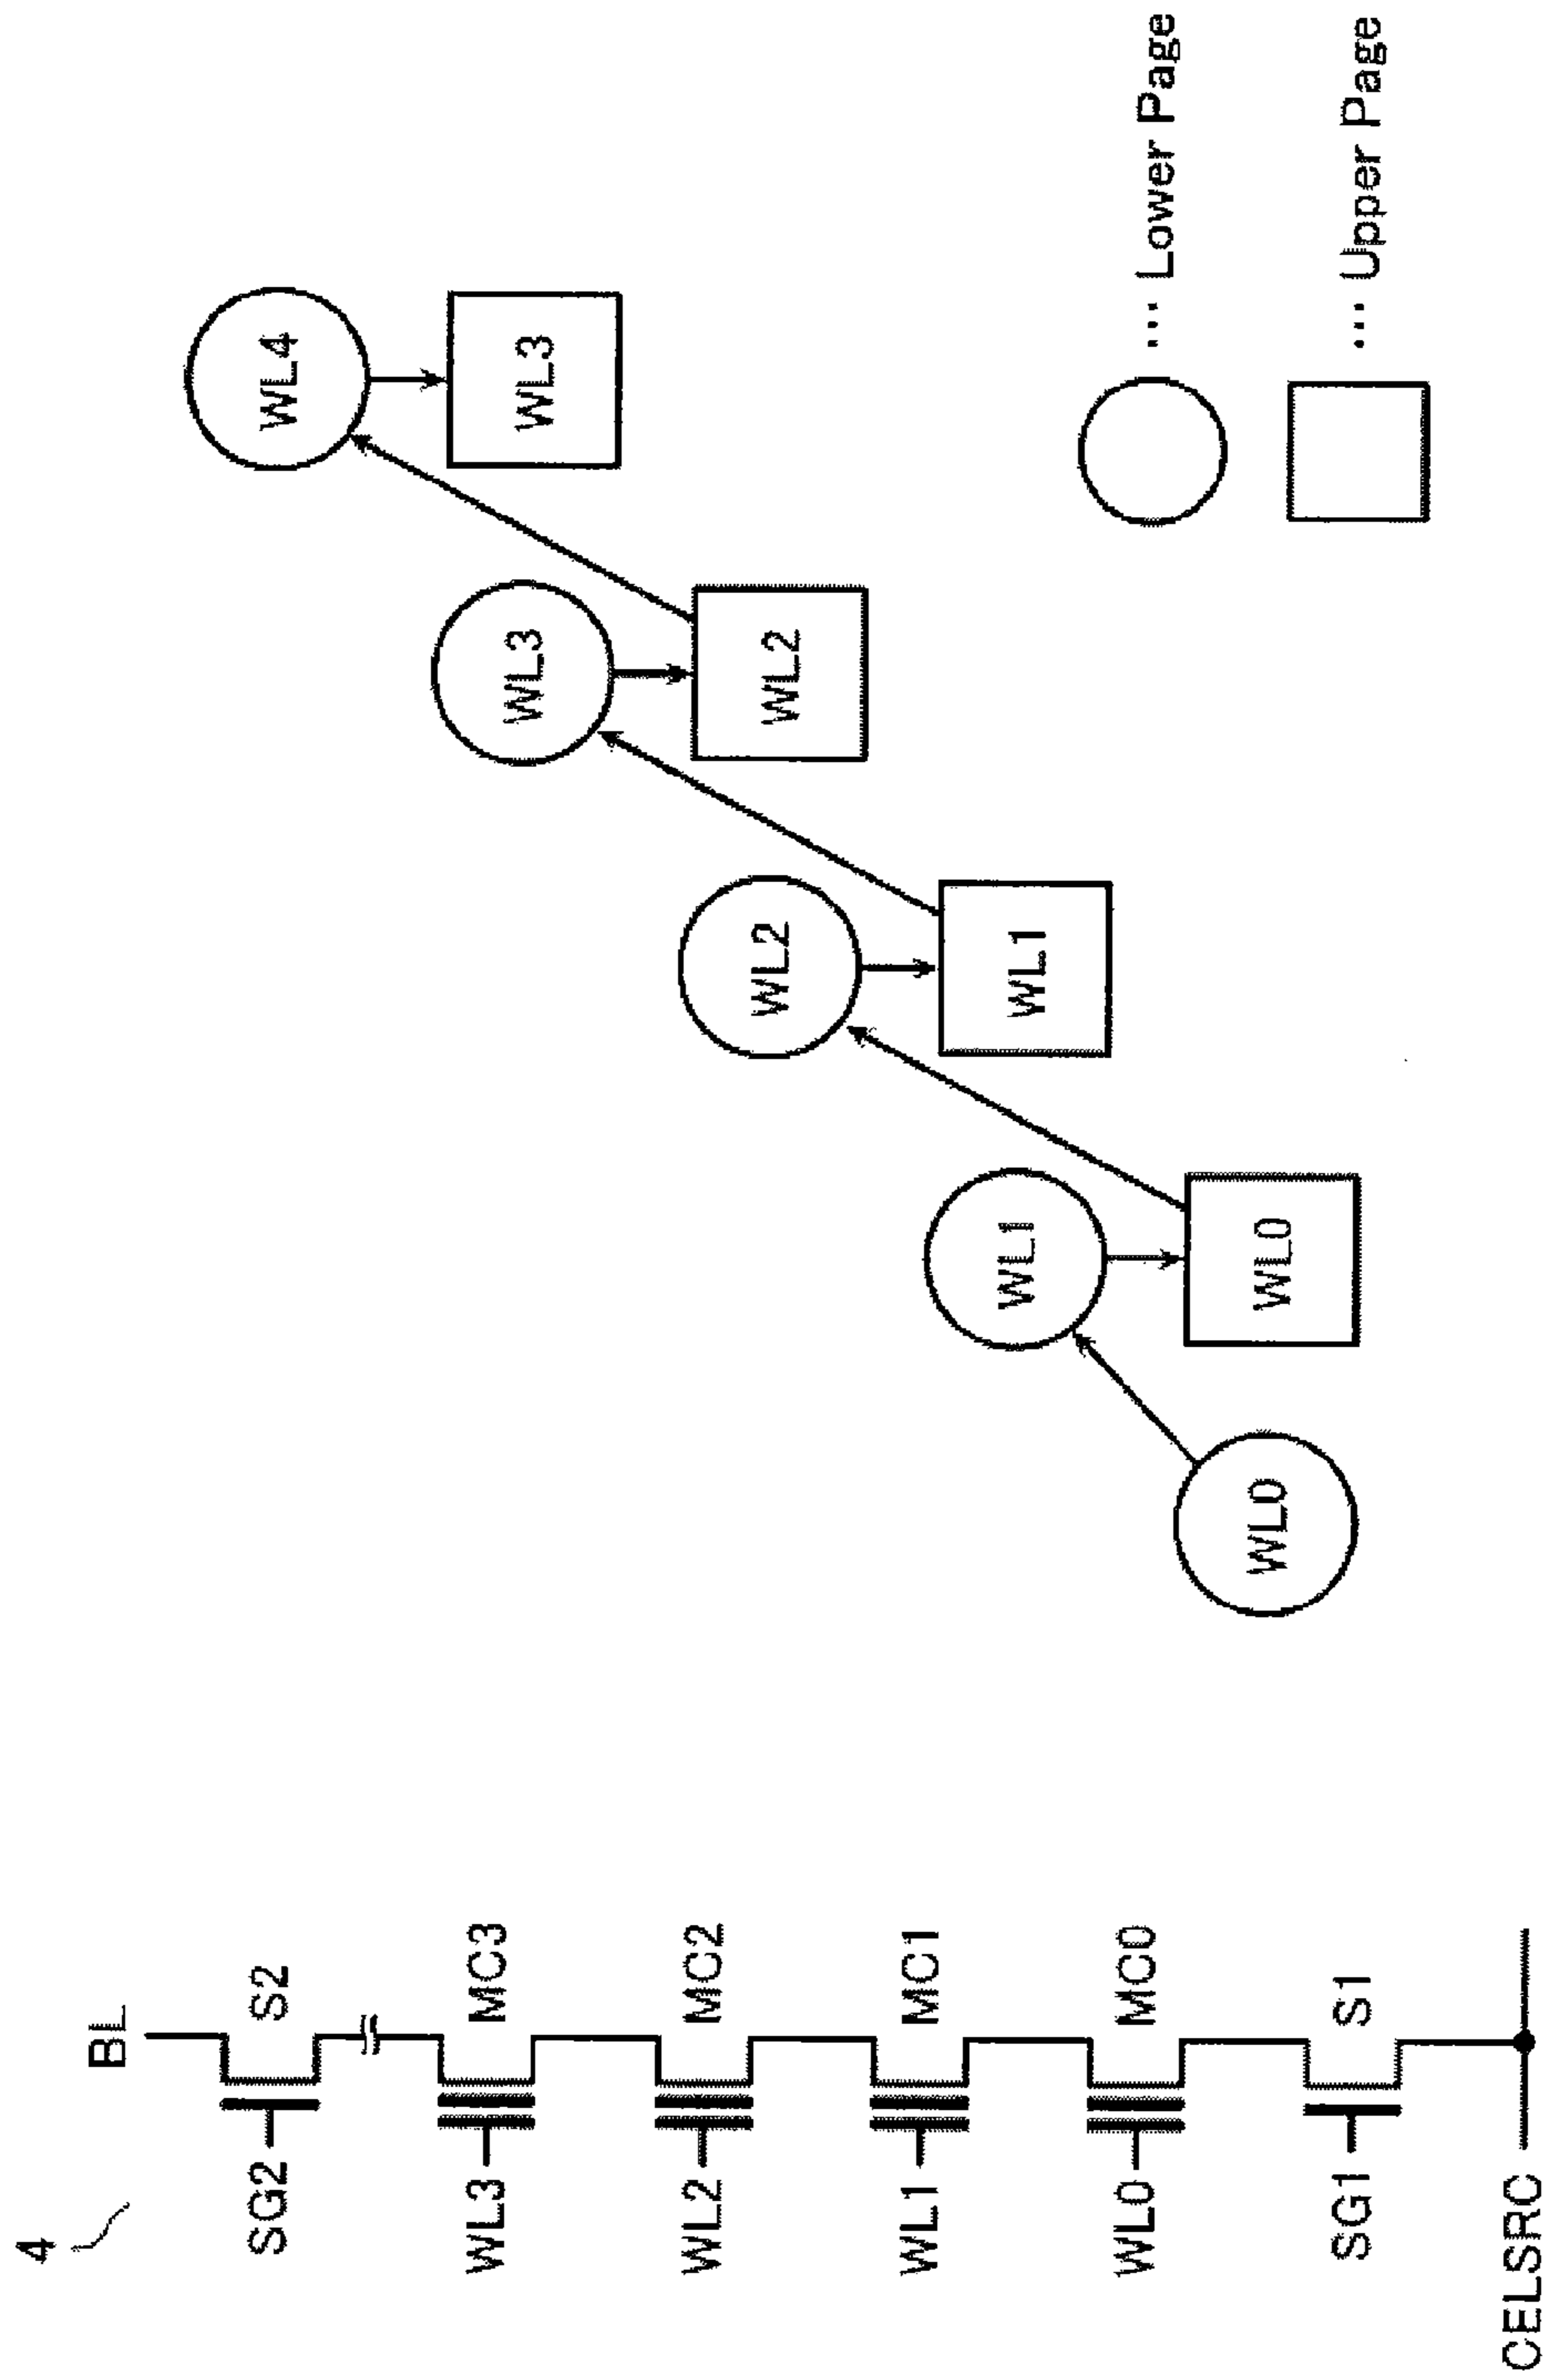 4
BL
SG2 S2
WL3 MC3
WL2 MC2
WL1 MC1
WL0 MC0
SG1 S1
CELSRC
WL4
WL3
WL3
WL2
WL2
WL1
WL1
WL0
WL0
... Lower Page
... Upper Page